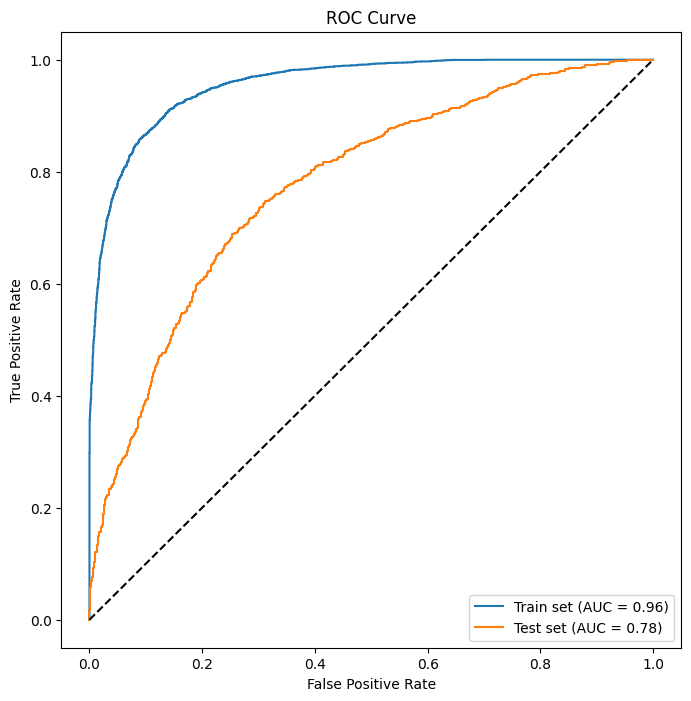 ROC Curve
True Positive Rate
1.0
0.8
0.6
0.4
0.2
0.0
0.0 0.2 0.4 0.6 0.8 1.0
False Positive Rate
Train set (AUC = 0.96)
Test set (AUC = 0.78)